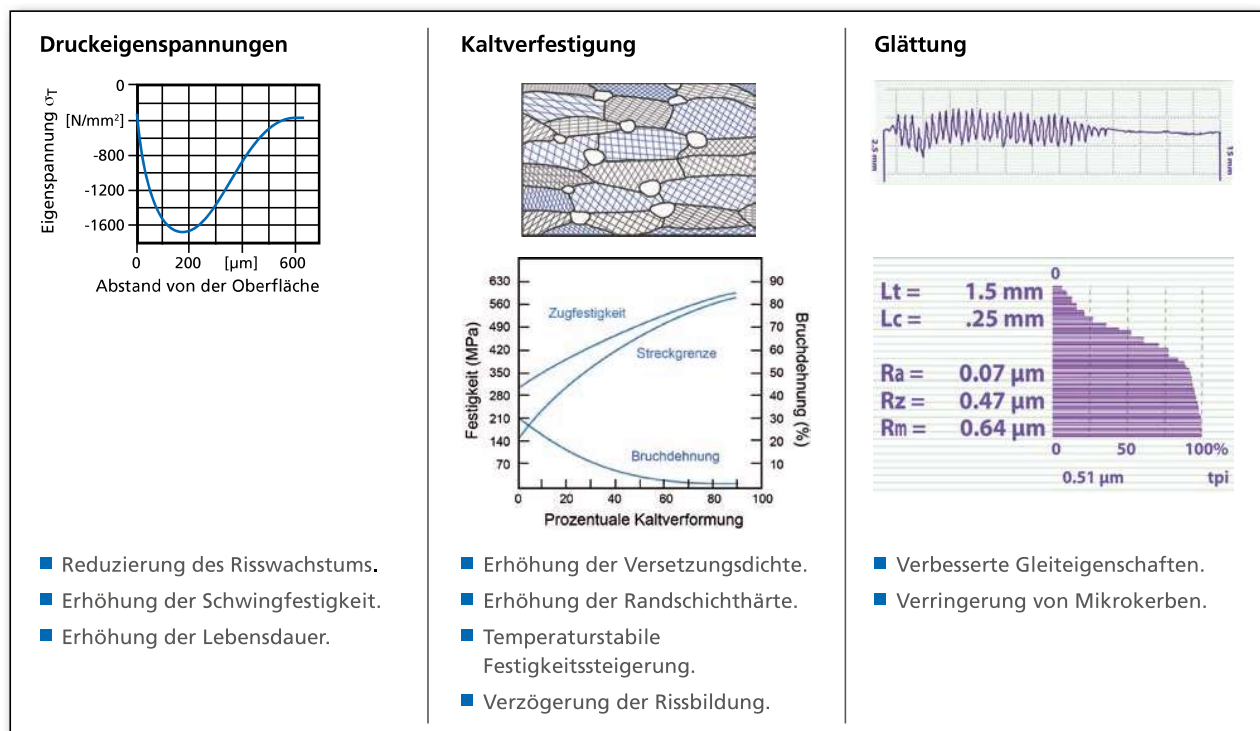 Druckeigenspannungen
0
[N/mm²]
-800
-1200
-1600
Eigenspannung σT
0 200 [µm] 600
Abstand von der Oberfläche
Reduzierung des Risswachstums.
Erhöhung der Schwingfestigkeit.
Erhöhung der Lebensdauer.
Kaltverfestigung
630
560
490
420
350
280
210
140
70
Festigkeit (MPa)
Zugfestigkeit
Streckgrenze
Bruchdehnung
90
80
70
60
50
40
30
20
10
Bruchdehnung (%)
0 20 40 60 80 100
Prozentuale Kaltverformung
Erhöhung der Versetzungsdichte.
Erhöhung der Randschichthärte.
Temperaturstabile
Festigkeitssteigerung.
Verzögerung der Rissbildung.
Glättung
2.5 mm
15 mm
0
Lt = 1.5 mm
Lc = .25 mm
Ra = 0.07 µm
Rz = 0.47 µm
Rm = 0.64 µm
0 50 100%
0.51 µm tpi
Verbesserte Gleiteigenschaften.
Verringerung von Mikrokerben.